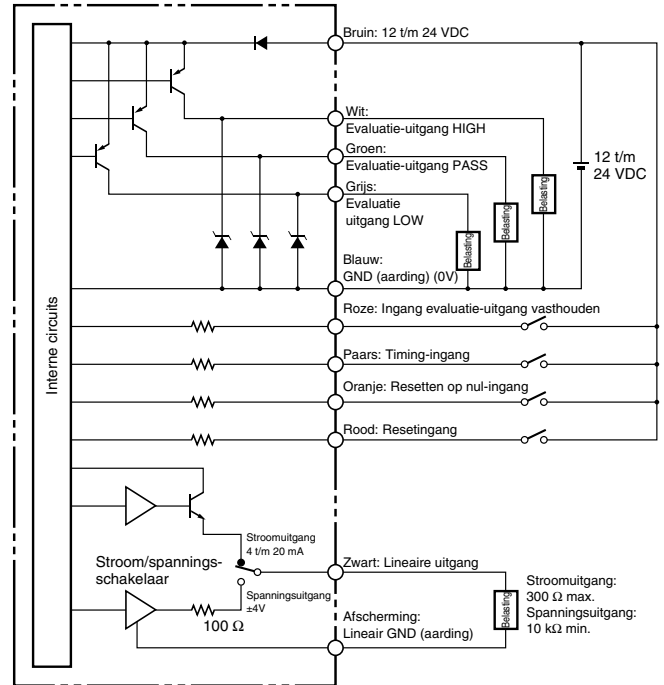 Bruin: 12 t/m 24 VDC
Wit:
Evaluatie-uitgang HIGH
Groen:
Evaluatie-uitgang PASS
Grijs:
Evaluatie
uitgang LOW
Belasting
Belasting
Belasting
12 t/m
24 VDC
Blauw:
GND (aarding) (0V)
Roze: Ingang evaluatie-uitgang vasthouden
Interne circuits
Paars: Timing-ingang
Oranje: Resetten op nul-ingang
Rood: Resetingang
Stroomuitgang
4 t/m 20 mA
Stroom/spannings-
schakelaar
Zwart: Lineaire uitgang
Spanningsuitgang
±4V
100 Ω
Afscherming:
Lineair GND (aarding)
Belasting
Stroomuitgang:
300 Ω max.
Spanningsuitgang:
10 kΩ min.